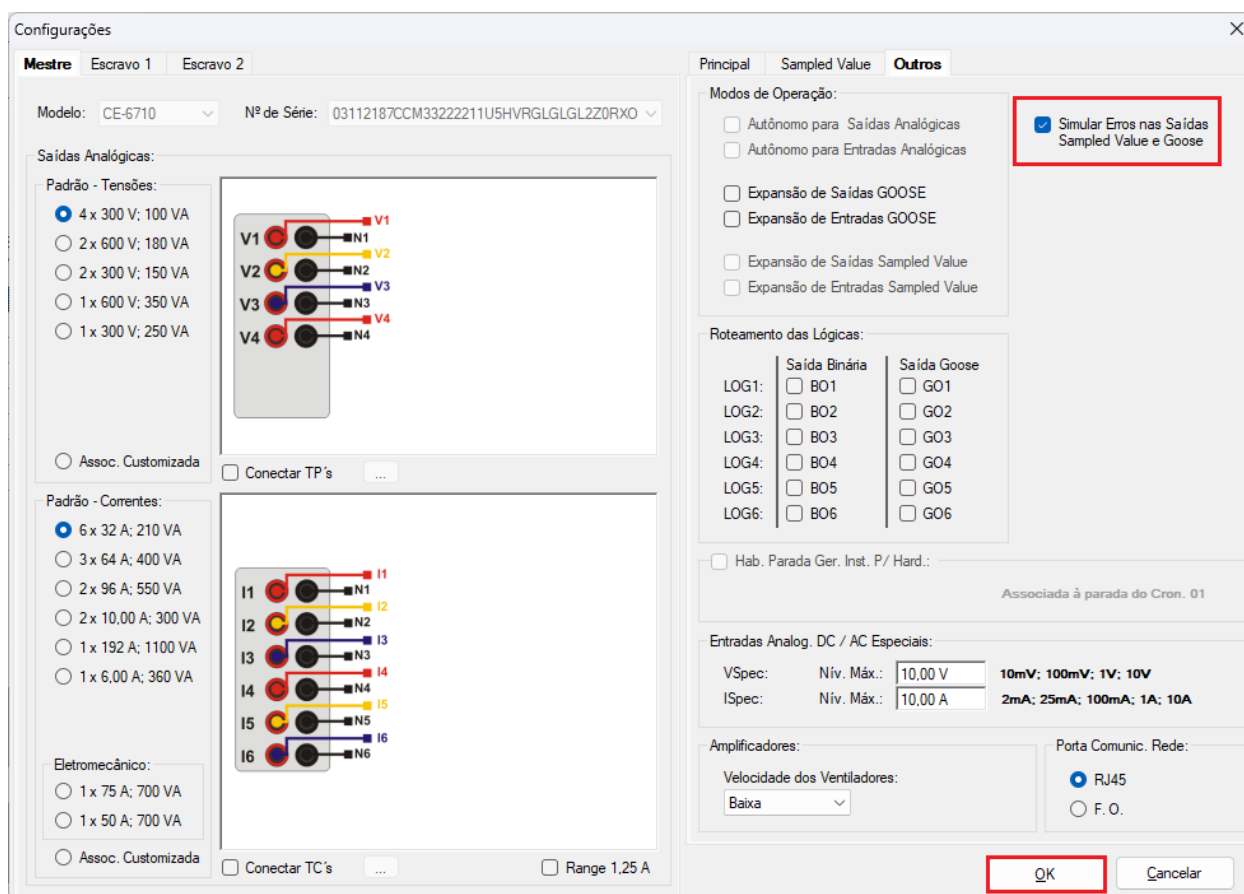 Configurações
Mestre Escravo 1 Escravo 2
Modelo: CE-6710 Nº de Série: 03112187CCM33222211U5HVRGLGLGL2Z0RXO
Saídas Analógicas:
Padrão - Tensões:
4 x 300 V; 100 VA
2 x 600 V; 180 VA
2 x 300 V; 150 VA
1 x 600 V; 350 VA
1 x 300 V; 250 VA
Assoc. Customizada
V1 V1
N1
V2 V2
N2
V3 V3
N3
V4 V4
N4
Conectar TP´s ...
Padrão - Correntes:
6 x 32 A; 210 VA
3 x 64 A; 400 VA
2 x 96 A; 550 VA
2 x 10,00 A; 300 VA
1 x 192 A; 1100 VA
1 x 6,00 A; 360 VA
Eletromecânico:
1 x 75 A; 700 VA
1 x 50 A; 700 VA
Assoc. Customizada
I1 I1
N1
I2 I2
N2
I3 I3
N3
I4 I4
N4
I5 I5
N5
I6 I6
N6
Conectar TC´s ... Range 1,25 A
Principal Sampled Value Outros
Modos de Operação:
Autônomo para Saídas Analógicas
Autônomo para Entradas Analógicas
Expansão de Saídas GOOSE
Expansão de Entradas GOOSE
Expansão de Saídas Sampled Value
Expansão de Entradas Sampled Value
Simular Erros nas Saídas
Sampled Value e Goose
Roteamento das Lógicas:
Saída Binária Saída Goose
LOG1: BO1 GO1
LOG2: BO2 GO2
LOG3: BO3 GO3
LOG4: BO4 GO4
LOG5: BO5 GO5
LOG6: BO6 GO6
Hab. Parada Ger. Inst. P/ Hard.:
Associada à parada do Cron. 01
Entradas Analog. DC / AC Especiais:
VSpec: Nív. Máx.: 10,00 V 10mV; 100mV; 1V; 10V
ISpec: Nív. Máx.: 10,00 A 2mA; 25mA; 100mA; 1A; 10A
Amplificadores:
Velocidade dos Ventiladores:
Baixa
Porta Comunic. Rede:
RJ45
F. O.
OK Cancelar